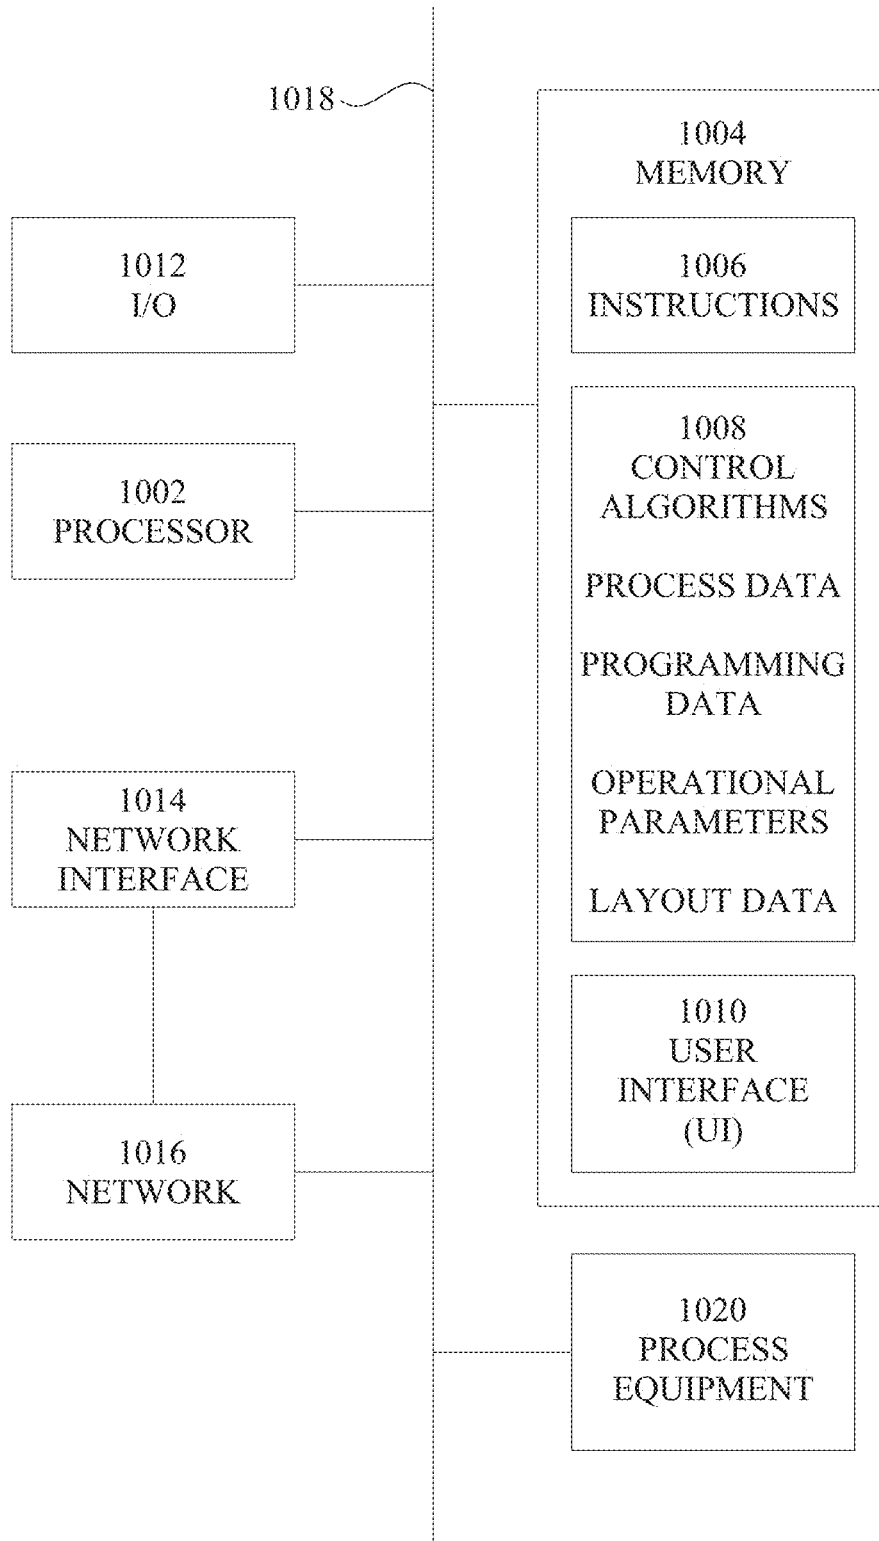 1018
1012
I/O
1002
PROCESSOR
1014
NETWORK
INTERFACE
1016
NETWORK
1004
MEMORY
1006
INSTRUCTIONS
1008
CONTROL
ALGORITHMS
PROCESS DATA
PROGRAMMING
DATA
OPERATIONAL
PARAMETERS
LAYOUT DATA
1010
USER
INTERFACE
(UI)
1020
PROCESS
EQUIPMENT